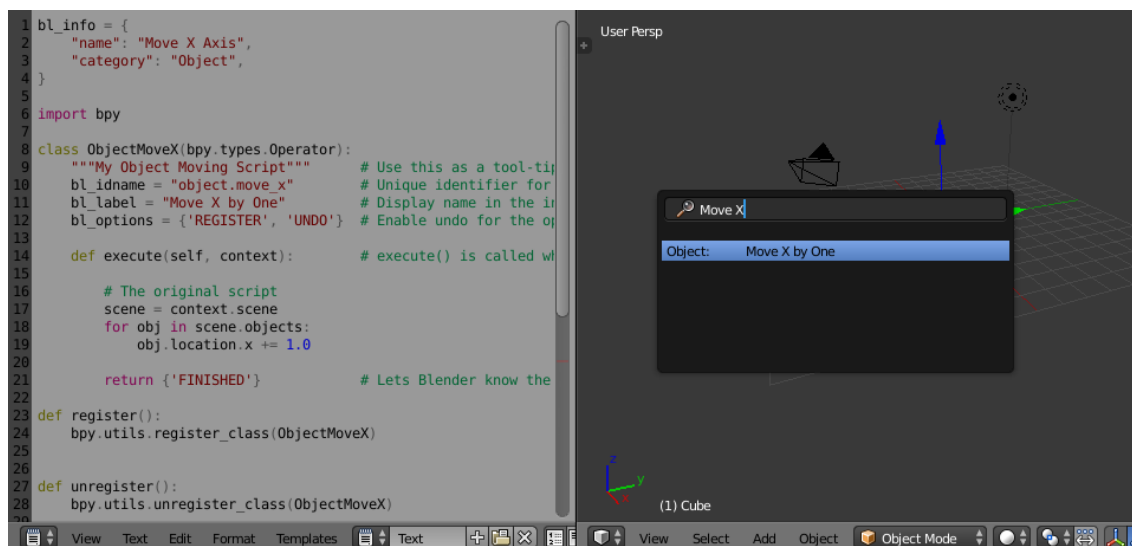 1 bl_info = {
2 "name": "Move X Axis",
3 "category": "Object",
4 }
5
6 import bpy
7
8 class ObjectMoveX(bpy.types.Operator):
9 """My Object Moving Script""" # Use this as a tool-tip
10 bl_idname = "object.move_x" # Unique identifier for
11 bl_label = "Move X by One" # Display name in the
12 bl_options = {'REGISTER', 'UNDO'} # Enable undo for the
13
14 def execute(self, context): # execute() is called
15
16 # The original script
17 scene = context.scene
18 for obj in scene.objects:
19 obj.location.x += 1.0
20
21 return {'FINISHED'} # Lets Blender know the
22
23 def register():
24 bpy.utils.register_class(ObjectMoveX)
25
26
27 def unregister():
28 bpy.utils.unregister_class(ObjectMoveX)
View Text Edit Format Templates Text
User Persp
Move X
Object: Move X by One
z
y
x
(1) Cube
View Select Add Object Object Mode